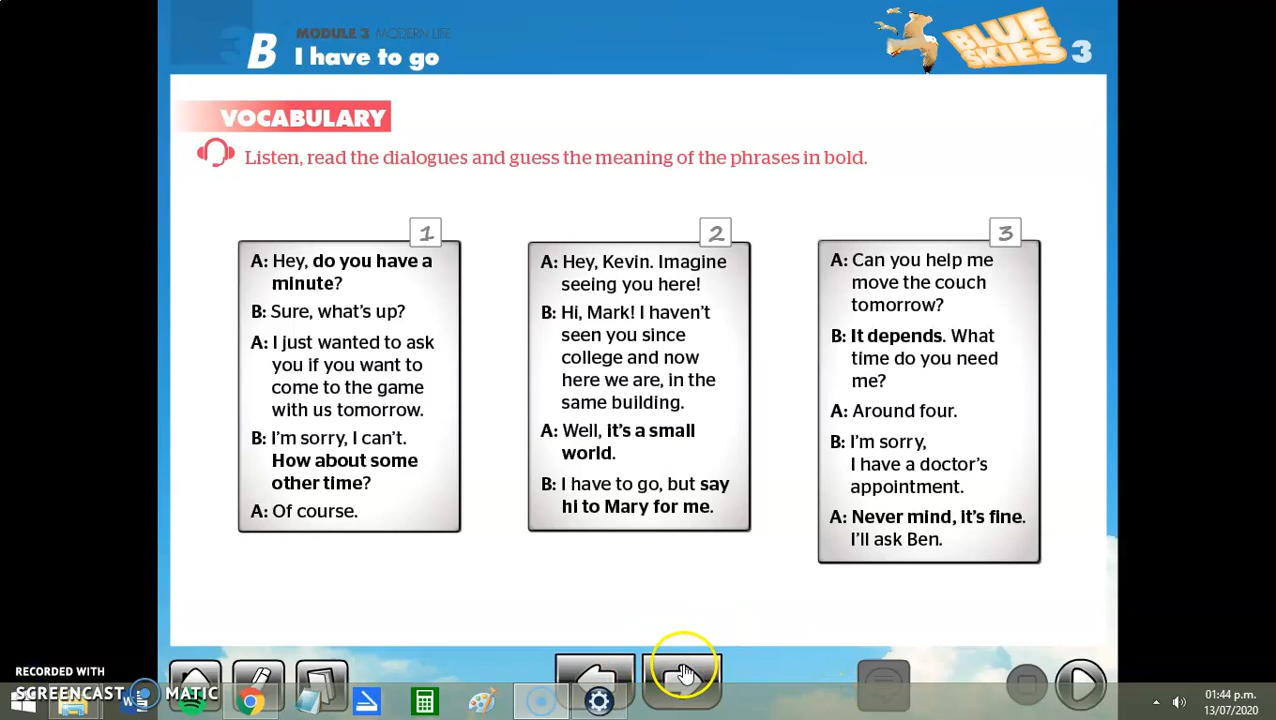 MODULE 3 MODERN LIFE
B I have to go
BLUE
SKIES 3
VOCABULARY
Listen, read the dialogues and guess the meaning of the phrases in bold.
1
A: Hey, do you have a
minute?
B: Sure, what's up?
A: I just wanted to ask
you if you want to
come to the game
with us tomorrow.
B: I'm sorry, I can't.
How about some
other time?
A: Of course.
2
A: Hey, Kevin. Imagine
seeing you here!
B: Hi, Mark! I haven't
seen you since
college and now
here we are, in the
same building.
A: Well, it's a small
world.
B: I have to go, but say
hi to Mary for me.
3
A: Can you help me
move the couch
tomorrow?
B: It depends. What
time do you need
me?
A: Around four.
B: I'm sorry,
I have a doctor's
appointment.
A: Never mind, it's fine.
I'll ask Ben.
RECORDED WITH
SCREENCAST MATIC
01:44 p.m.
13/07/2020